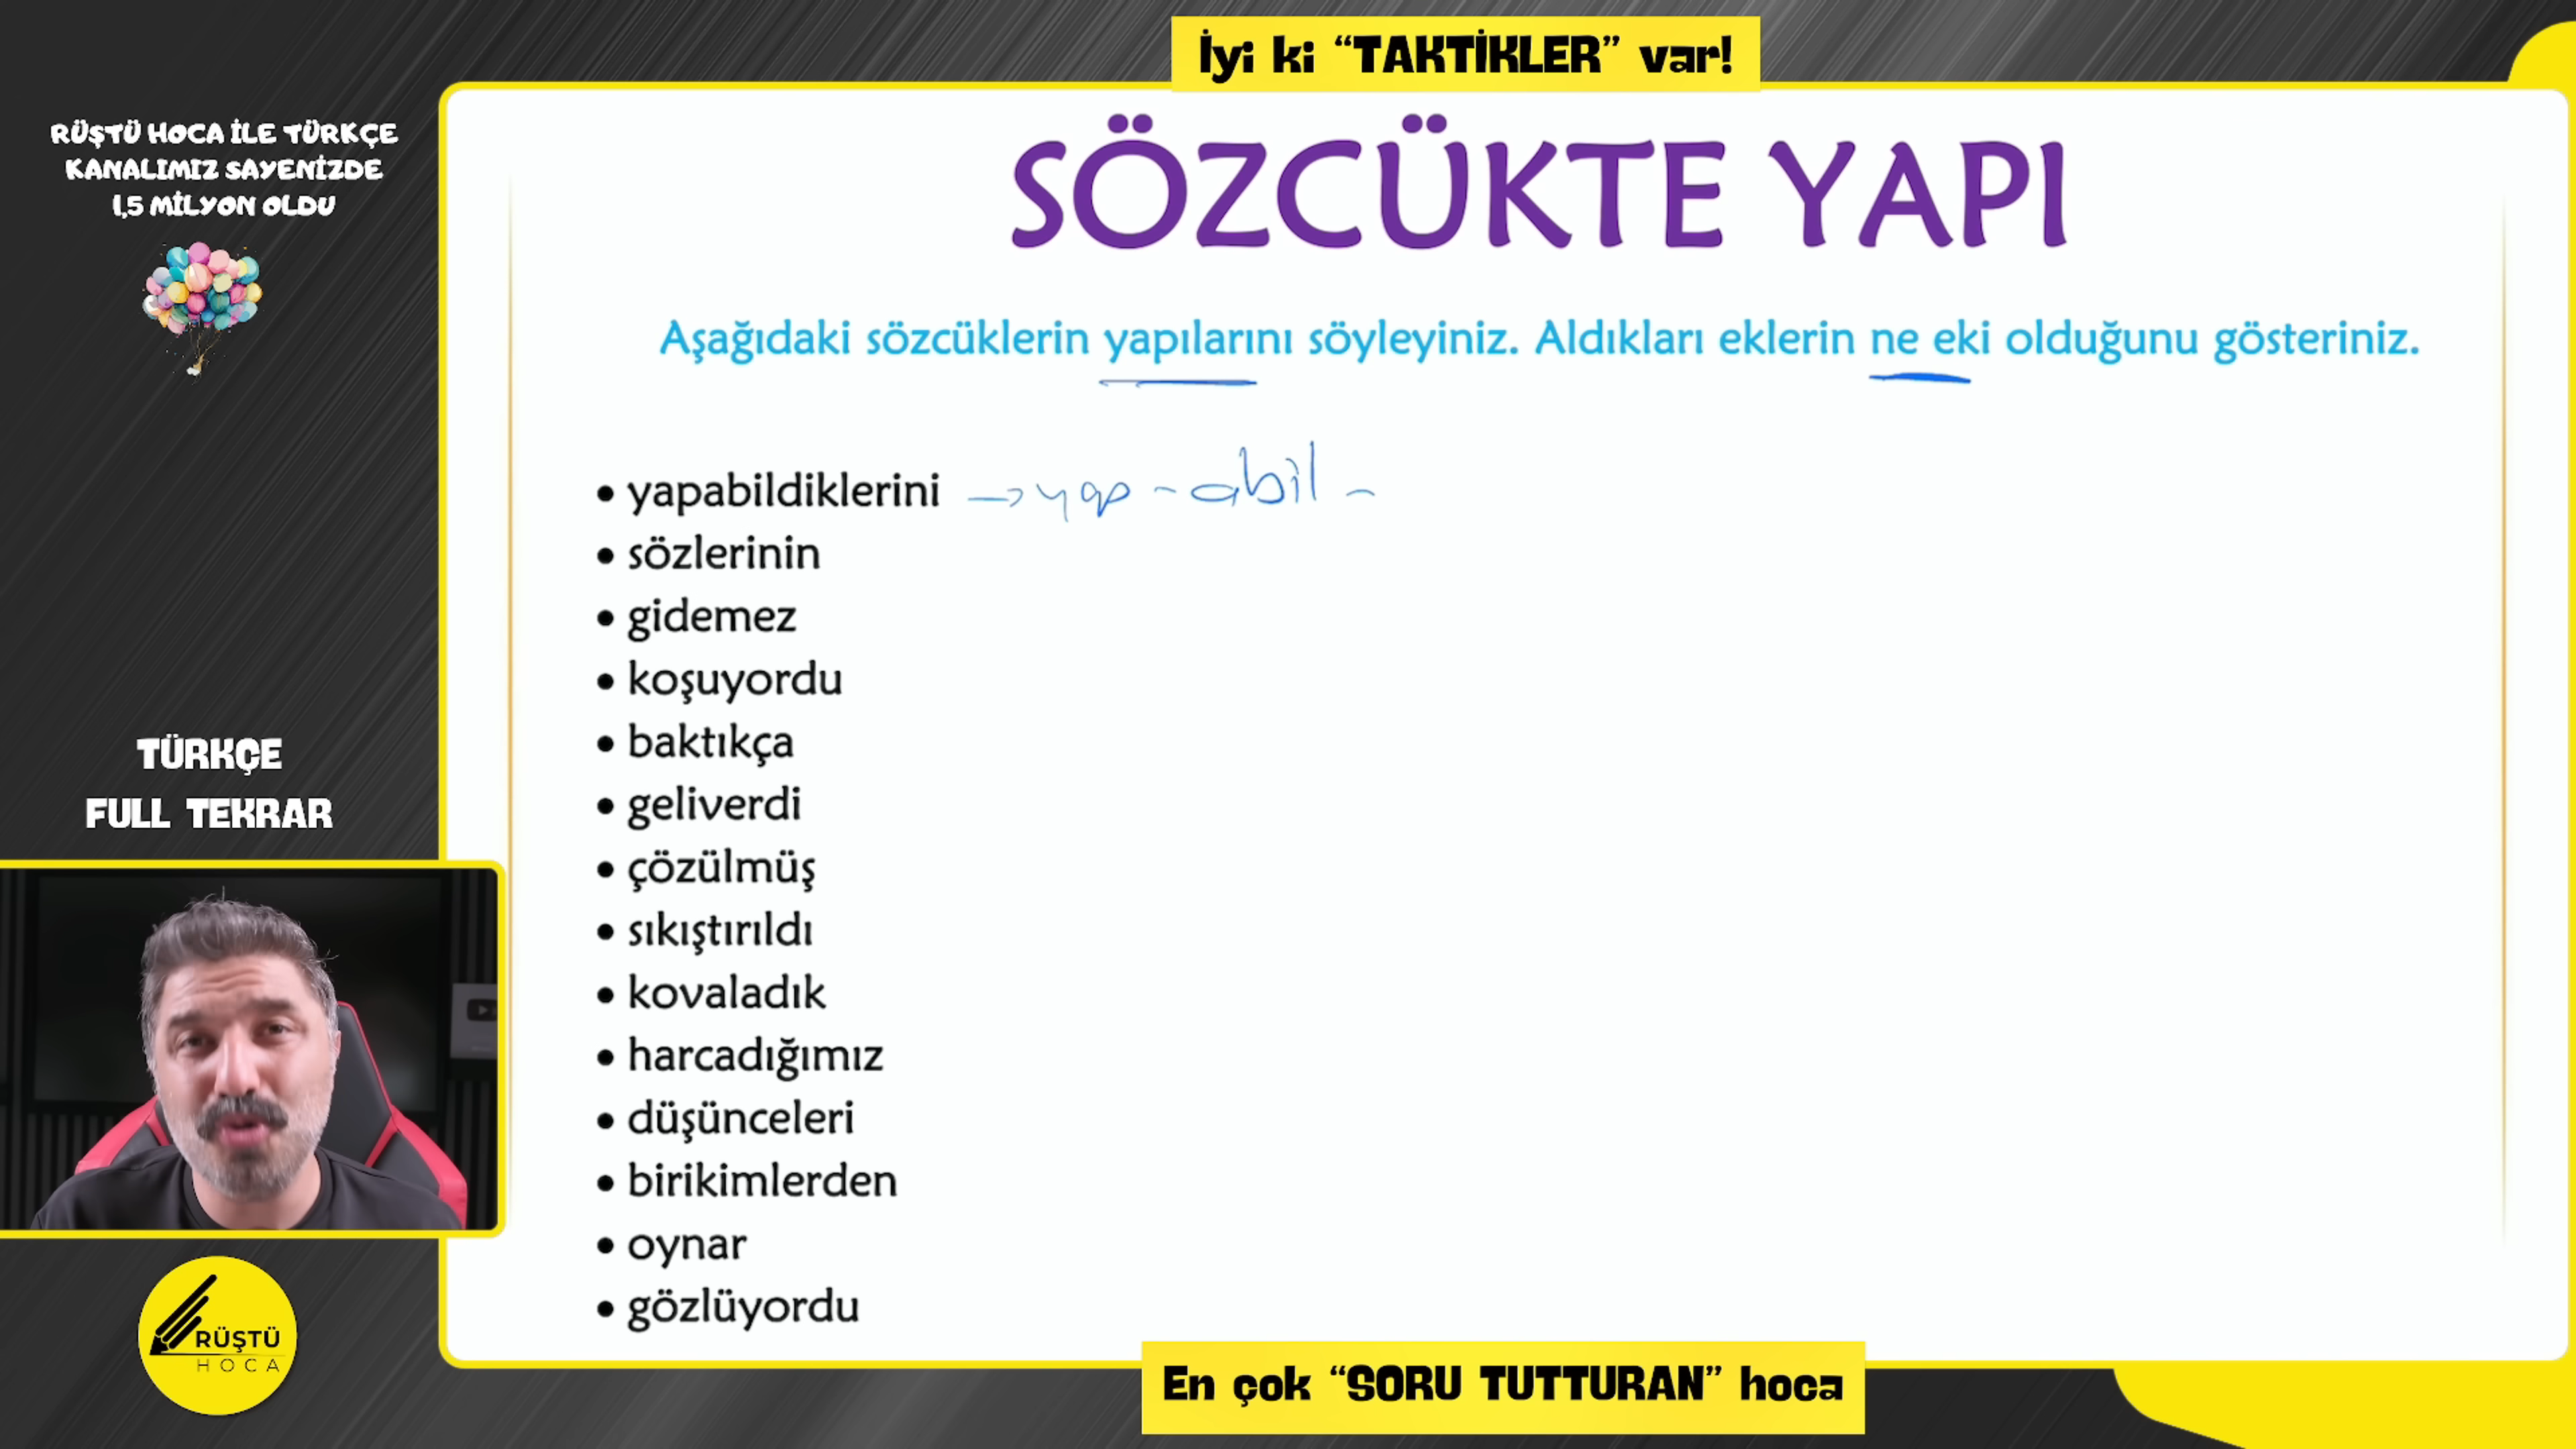 İyi ki “TAKTİKLER” var!
RÜŞTÜ HOCA İLE TÜRKÇE
KANALIMIZ SAYENİZDE
1,5 MİLYON OLDU
SÖZCÜKTE YAPI
Aşağıdaki sözcüklerin yapılarını söyleyiniz. Aldıkları eklerin ne eki olduğunu gösteriniz.
• yapabildiklerini → yap - abil -
• sözlerinin
• gidemez
• koşuyordu
• baktıkça
• geliverdi
• çözülmüş
• sıkıştırıldı
• kovaladık
• harcadığımız
• düşünceleri
• birikimlerden
• oynar
• gözlüyordu
TÜRKÇE
FULL TEKRAR
RÜŞTÜ
HOCA
En çok “SORU TUTTURAN” hoca